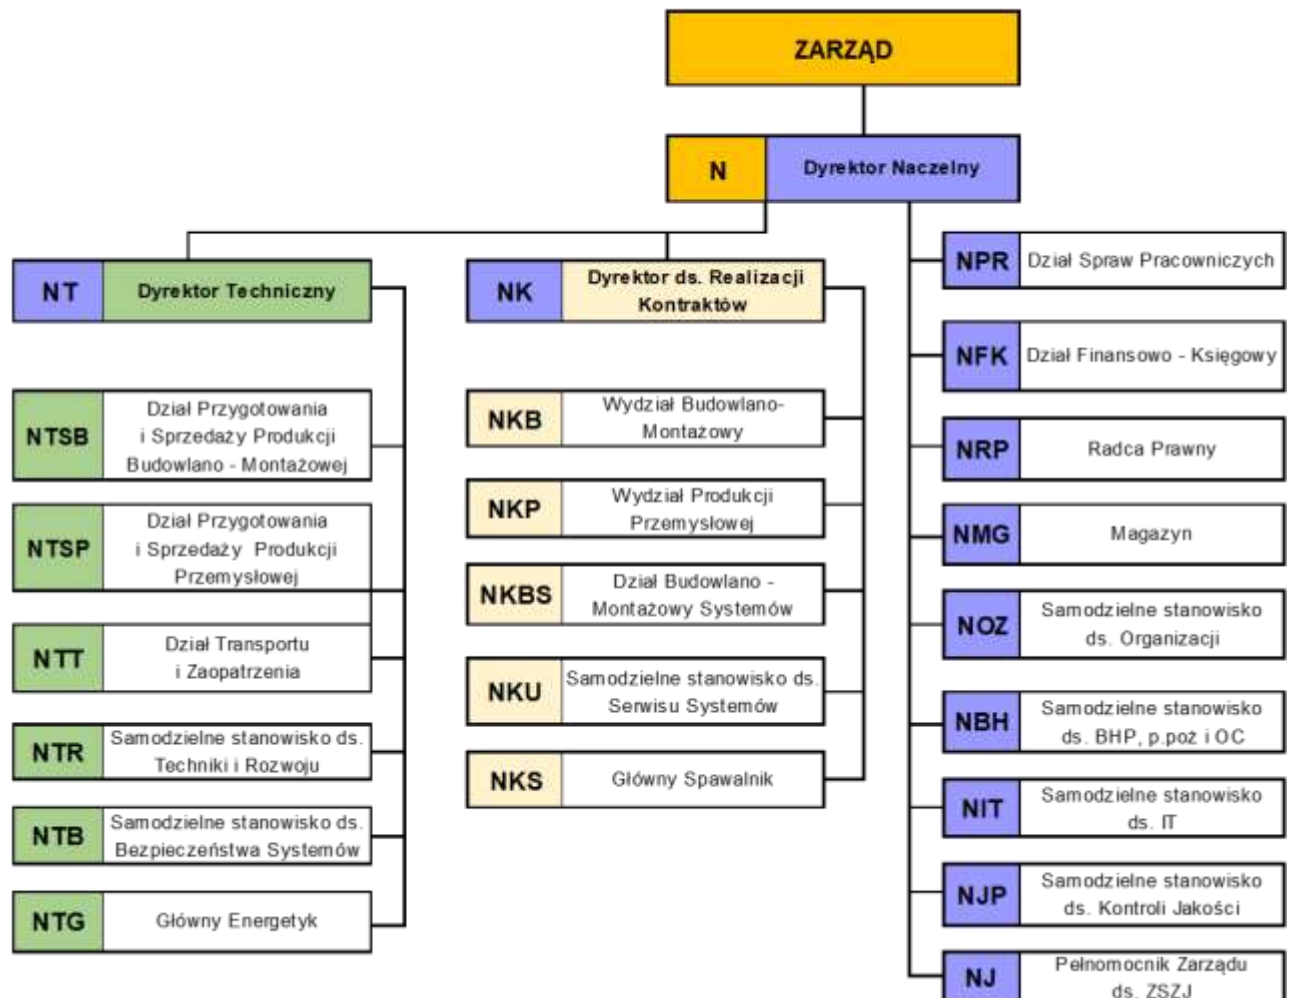 ZARZĄD
N
Dyrektor Naczelny
NT
Dyrektor Techniczny
NTSB
Dział Przygotowania
i Sprzedaży Produkcji
Budowlano - Montażowej
NTSP
Dział Przygotowania
i Sprzedaży Produkcji
Przemysłowej
NTT
Dział Transportu
i Zaopatrzenia
NTR
Samodzielne stanowisko ds.
Techniki i Rozwoju
NTB
Samodzielne stanowisko ds.
Bezpieczeństwa Systemów
NTG
Główny Energetyk
NK
Dyrektor ds. Realizacji
Kontraktów
NKB
Wydział Budowlano-
Montażowy
NKP
Wydział Produkcji
Przemysłowej
NKBS
Dział Budowlano -
Montażowy Systemów
NKU
Samodzielne stanowisko ds.
Serwisu Systemów
NKS
Główny Spawalnik
NPR
Dział Spraw Pracowniczych
NFK
Dział Finansowo - Księgowy
NRP
Radca Prawny
NMG
Magazyn
NOZ
Samodzielne stanowisko
ds. Organizacji
NBH
Samodzielne stanowisko
ds. BHP, p.poż i OC
NIT
Samodzielne stanowisko
ds. IT
NJP
Samodzielne stanowisko
ds. Kontroli Jakości
NJ
Pełnomocnik Zarządu
ds. ZSZJ